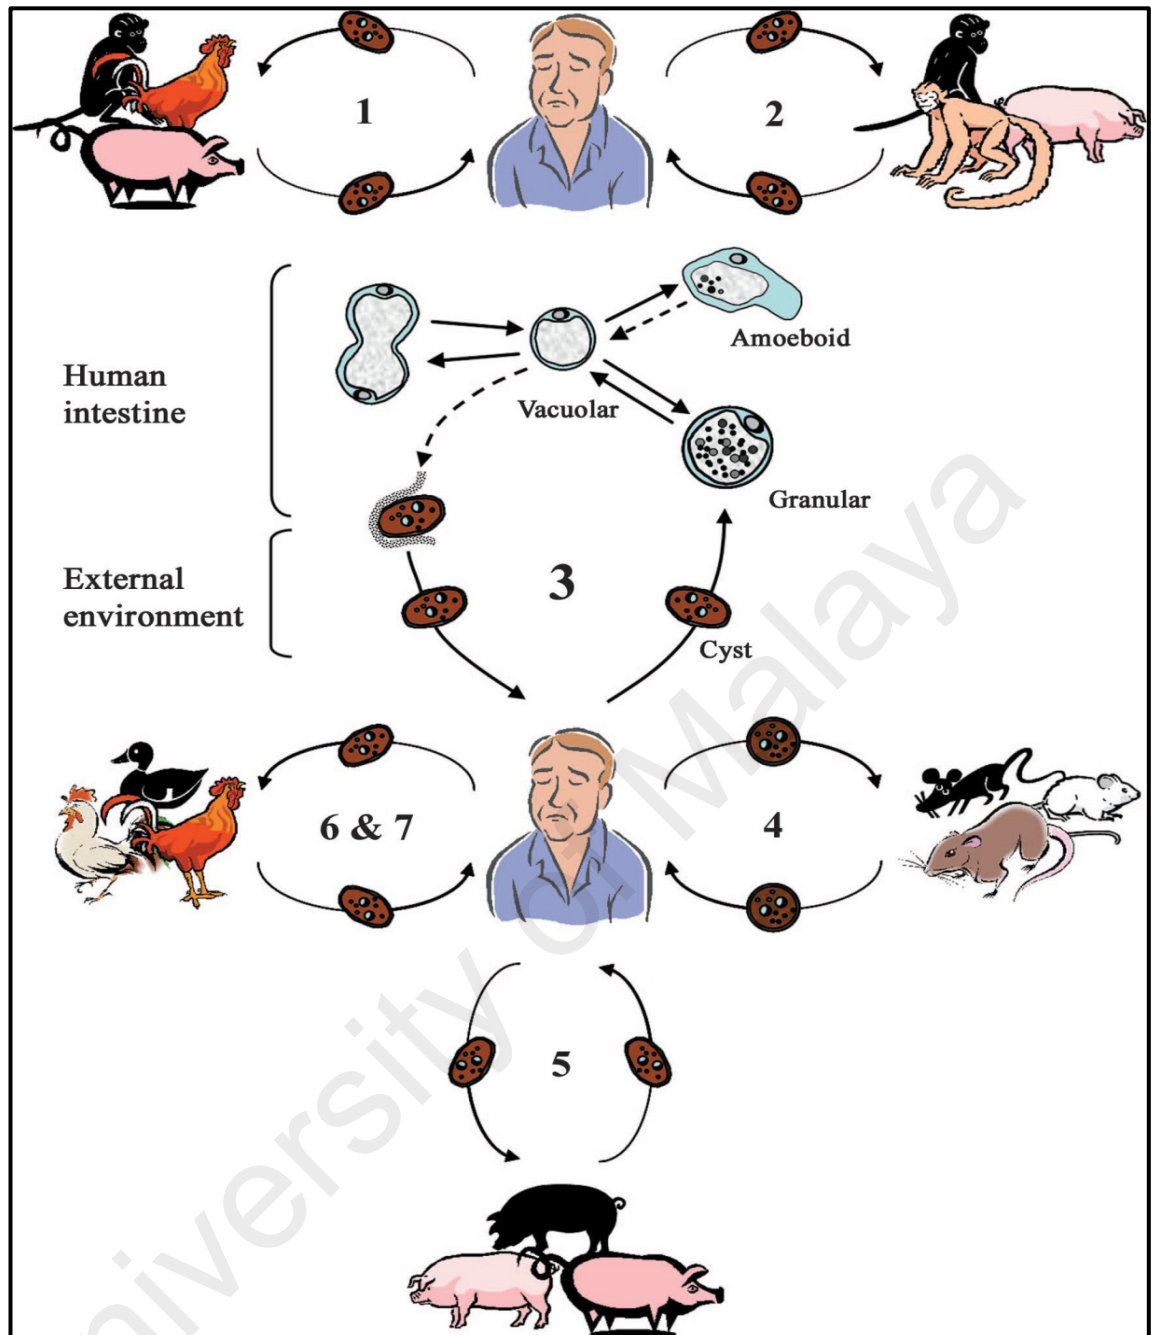 1
2
Human
intestine
Amoeboid
Vacuolar
Granular
External
environment
3
Cyst
6 & 7
4
5
University of Malaya